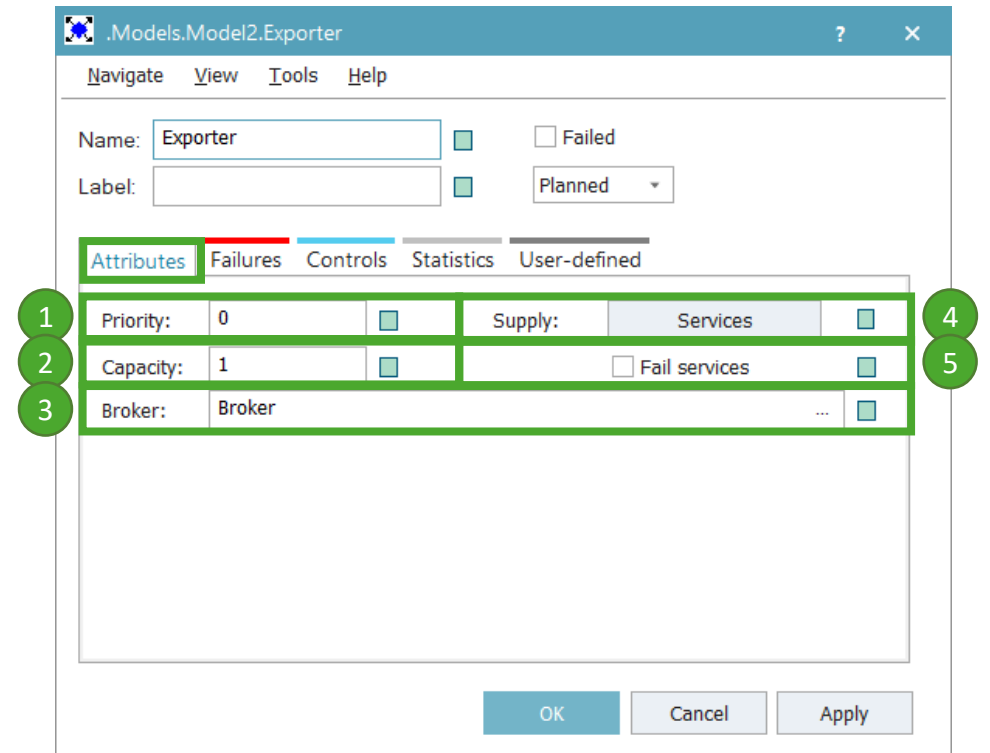 .Models.Model2.Exporter ? ×
Navigate View Tools Help
Name: Exporter Failed
Label: Planned
Attributes Failures Controls Statistics User-defined
1 Priority: 0 Supply: Services 4
2 Capacity: 1 Fail services 5
3 Broker: Broker ...
OK Cancel Apply